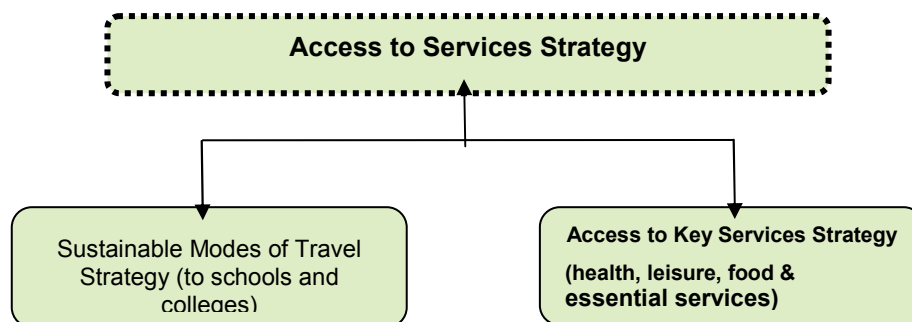 Access to Services Strategy
Sustainable Modes of Travel
Strategy (to schools and
colleges)
Access to Key Services Strategy
(health, leisure, food &
essential services)